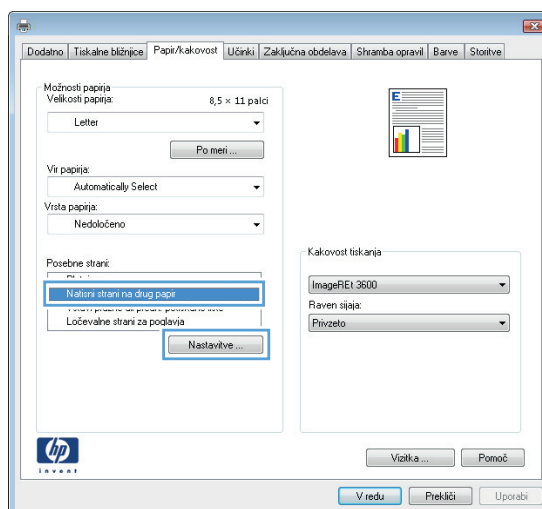 Dodatno Tiskalne bližnjice Papir/kakovost Učinki Zaključna obdelava Shramba opravil Barve Storitve
Možnosti papirja
Velikosti papirja: 8,5 × 11 palci
Letter
Po meri ...
Vir papirja:
Automatically Select
Vrsta papirja:
Nedoločeno
Posebne strani:
Natisni strani na drug papir
Ločevalne strani za poglavja
Nastavitve ...
E
Kakovost tiskanja
ImageREt 3600
Raven sijaja:
Privzeto
hp
invent
Vizitka ... Pomoč
V redu Prekliči Uporabi